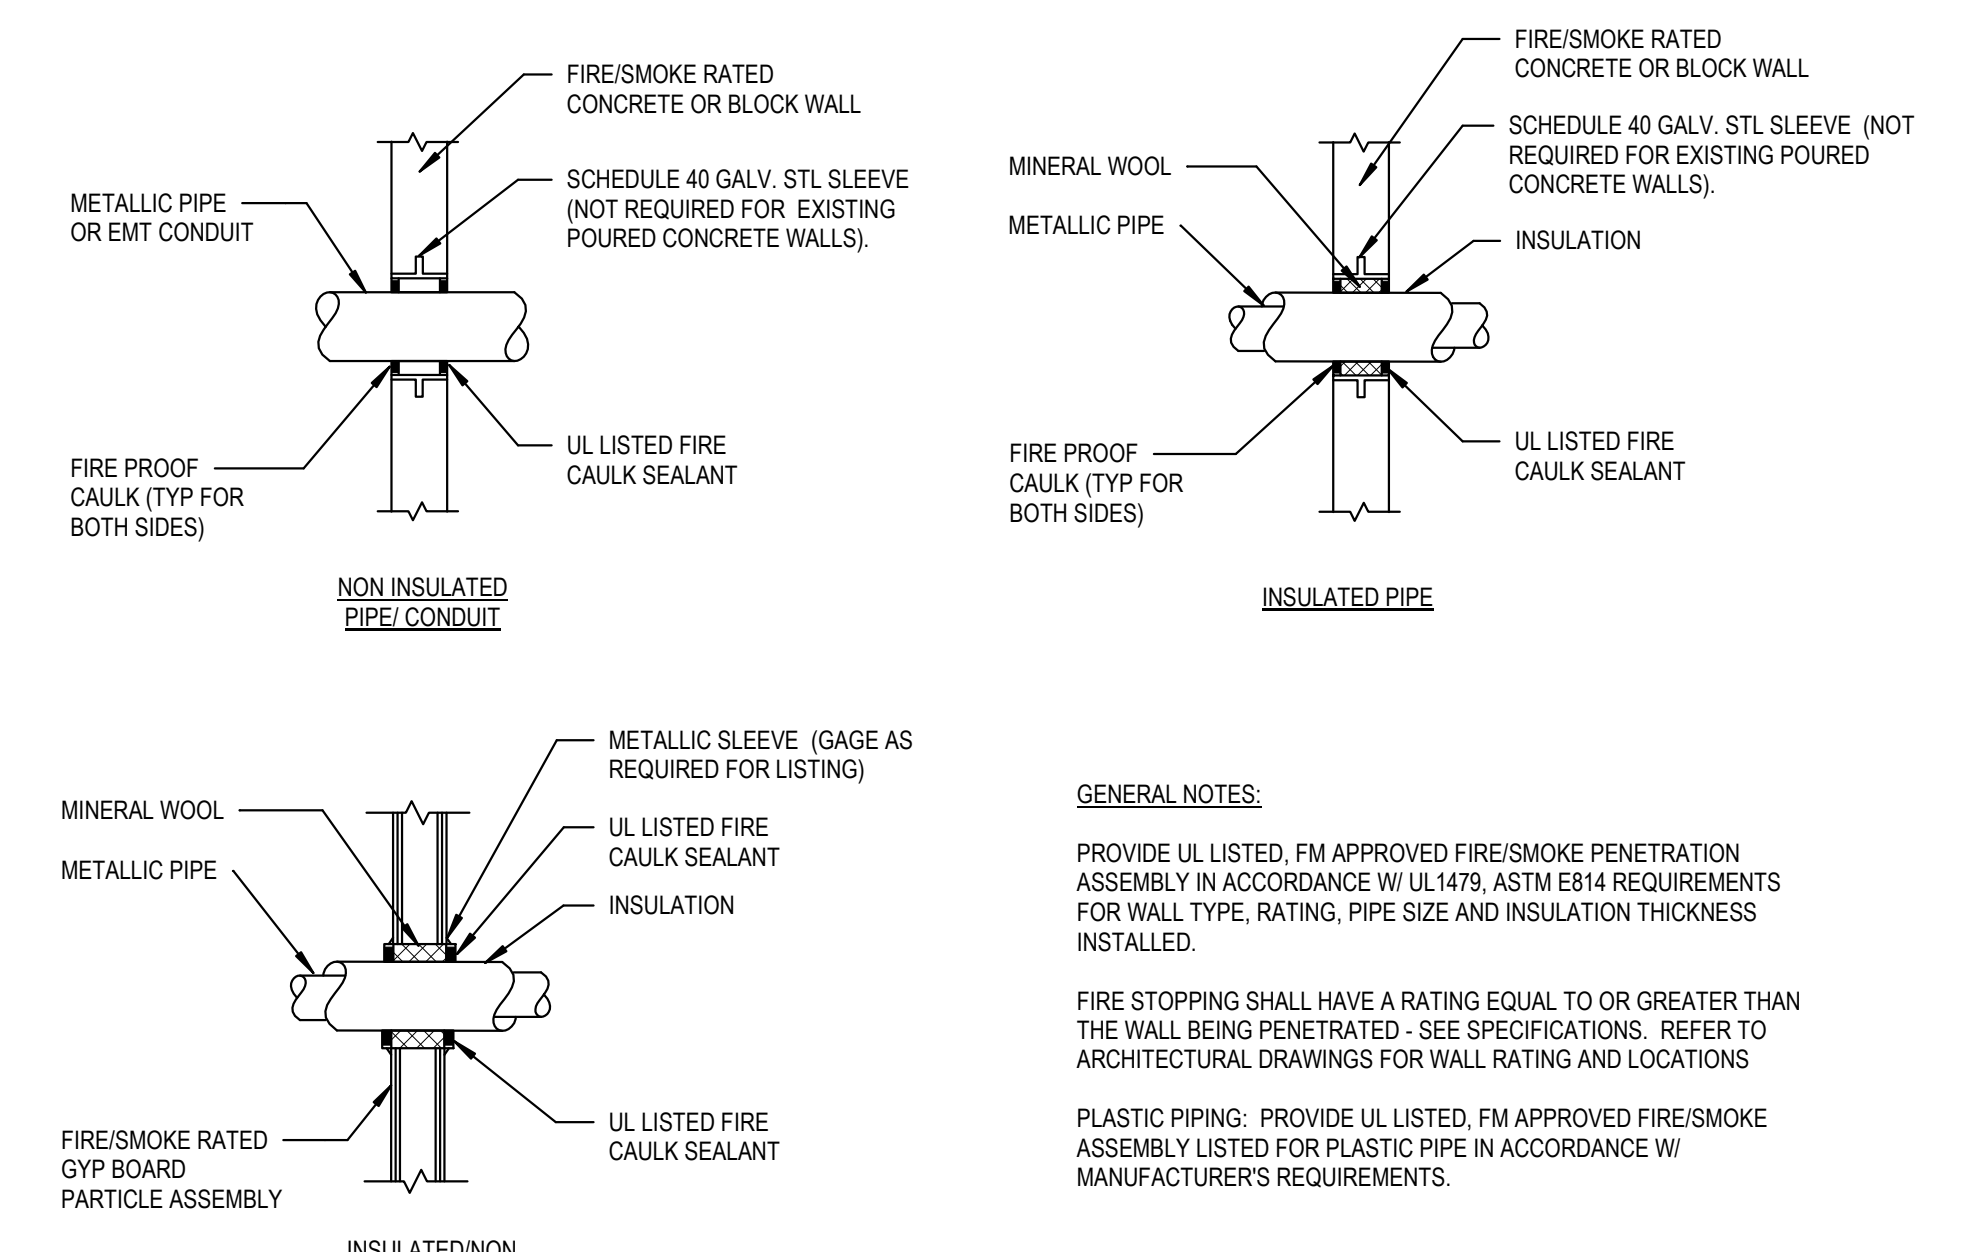 FIRE/SMOKE RATED
CONCRETE OR BLOCK WALL
METALLIC PIPE
OR EMT CONDUIT
SCHEDULE 40 GALV. STL SLEEVE
(NOT REQUIRED FOR EXISTING
POURED CONCRETE WALLS).
FIRE PROOF
CAULK (TYP FOR
BOTH SIDES)
UL LISTED FIRE
CAULK SEALANT
NON INSULATED
PIPE/ CONDUIT
FIRE/SMOKE RATED
CONCRETE OR BLOCK WALL
SCHEDULE 40 GALV. STL SLEEVE (NOT
REQUIRED FOR EXISTING POURED
CONCRETE WALLS).
MINERAL WOOL
METALLIC PIPE
INSULATION
FIRE PROOF
CAULK (TYP FOR
BOTH SIDES)
UL LISTED FIRE
CAULK SEALANT
INSULATED PIPE
METALLIC SLEEVE (GAGE AS
REQUIRED FOR LISTING)
MINERAL WOOL
UL LISTED FIRE
CAULK SEALANT
METALLIC PIPE
INSULATION
FIRE/SMOKE RATED
GYP BOARD
PARTICLE ASSEMBLY
UL LISTED FIRE
CAULK SEALANT
INSULATED/NON
GENERAL NOTES:
PROVIDE UL LISTED, FM APPROVED FIRE/SMOKE PENETRATION
ASSEMBLY IN ACCORDANCE W/ UL1479, ASTM E814 REQUIREMENTS
FOR WALL TYPE, RATING, PIPE SIZE AND INSULATION THICKNESS
INSTALLED.
FIRE STOPPING SHALL HAVE A RATING EQUAL TO OR GREATER THAN
THE WALL BEING PENETRATED - SEE SPECIFICATIONS. REFER TO
ARCHITECTURAL DRAWINGS FOR WALL RATING AND LOCATIONS
PLASTIC PIPING: PROVIDE UL LISTED, FM APPROVED FIRE/SMOKE
ASSEMBLY LISTED FOR PLASTIC PIPE IN ACCORDANCE W/
MANUFACTURER'S REQUIREMENTS.